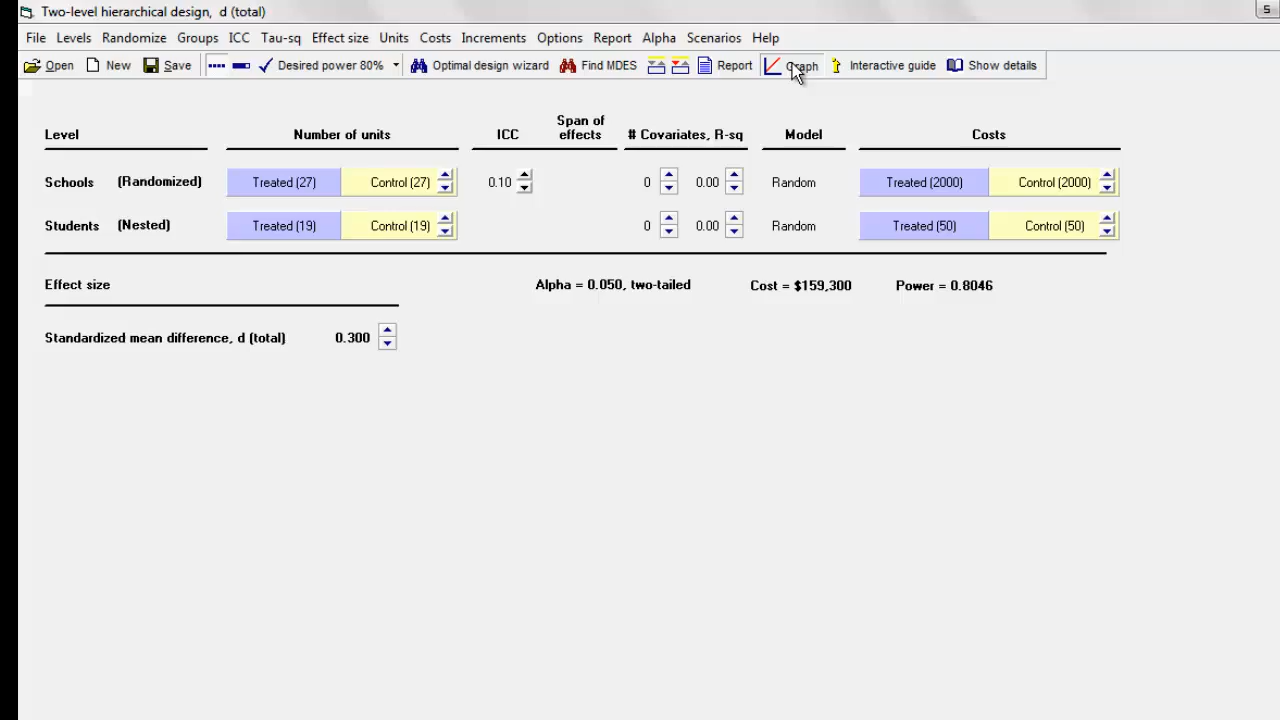 Two-level hierarchical design, d (total)
S
File Levels Randomize Groups ICC Tau-sq Effect size Units Costs Increments Options Report Alpha Scenarios Help
Open New Save Desired power 80% Optimal design wizard Find MDES Report Graph Interactive guide Show details
Level Number of units ICC Span of effects # Covariates, R-sq Model Costs
Schools (Randomized) Treated (27) Control (27) 0.10 0 0.00 Random Treated (2000) Control (2000)
Students (Nested) Treated (19) Control (19) 0 0.00 Random Treated (50) Control (50)
Effect size Alpha = 0.050, two-tailed Cost = $159,300 Power = 0.8046
Standardized mean difference, d (total) 0.300